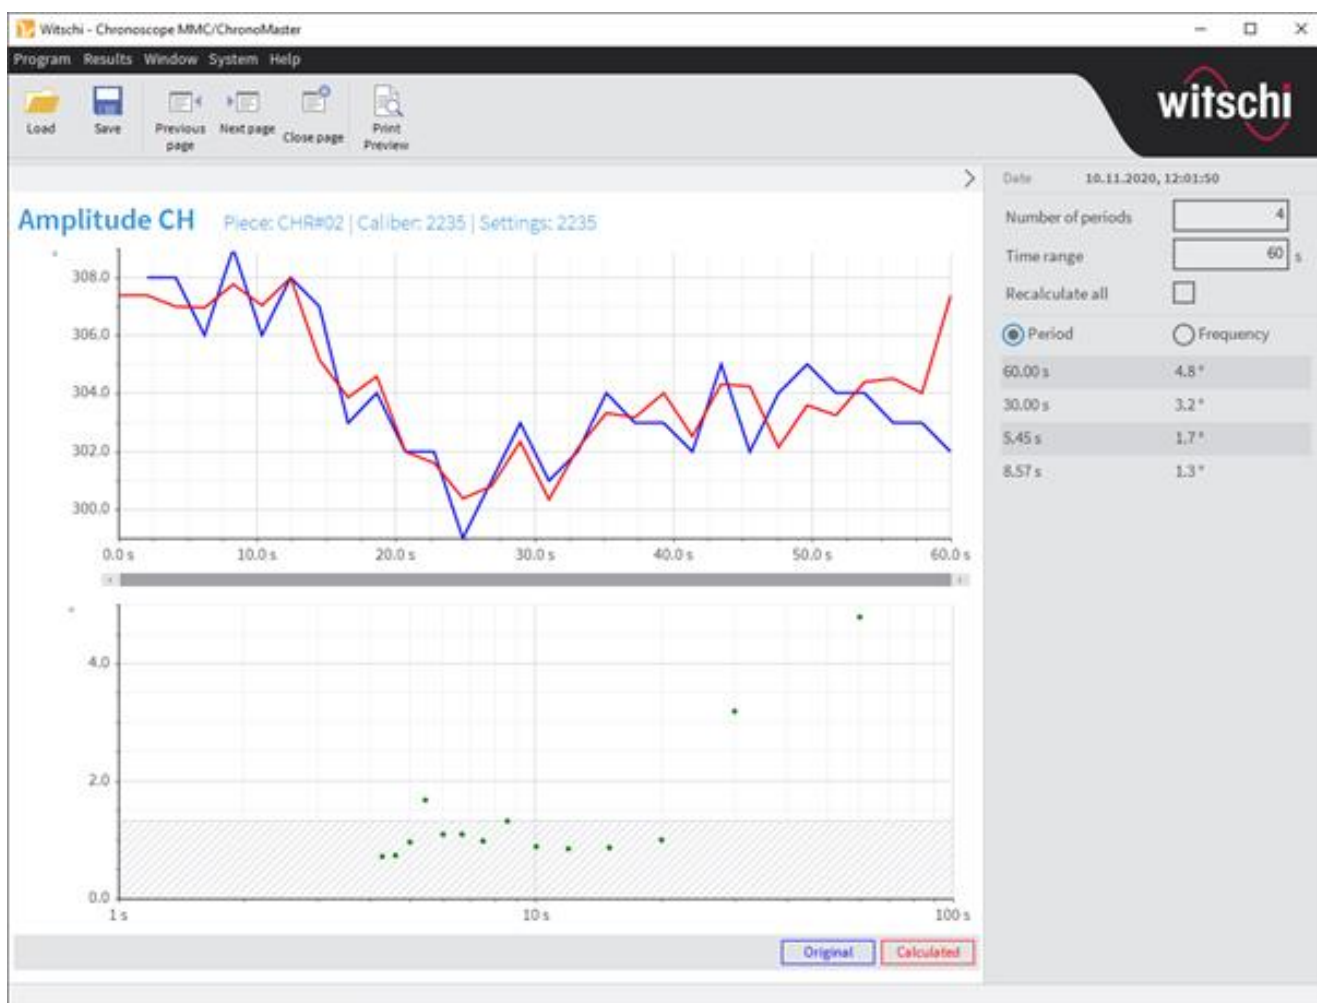 Witschi - Chronoscope MMC/ChronoMaster
Program Results Window System Help
Load Save Previous page Next page Close page Print Preview
witschi
Date 10.11.2020, 12:01:50
Amplitude CH Piece: CHR#02 | Caliber: 2235 | Settings: 2235
Number of periods 4
Time range 60 s
Recalculate all
Period Frequency
60.00 s 4.8 °
30.00 s 3.2 °
5.45 s 1.7 °
8.57 s 1.3 °
°
308.0
306.0
304.0
302.0
300.0
0.0 s 10.0 s 20.0 s 30.0 s 40.0 s 50.0 s 60.0 s
°
4.0
2.0
0.0
1 s 10 s 100 s
Original Calculated